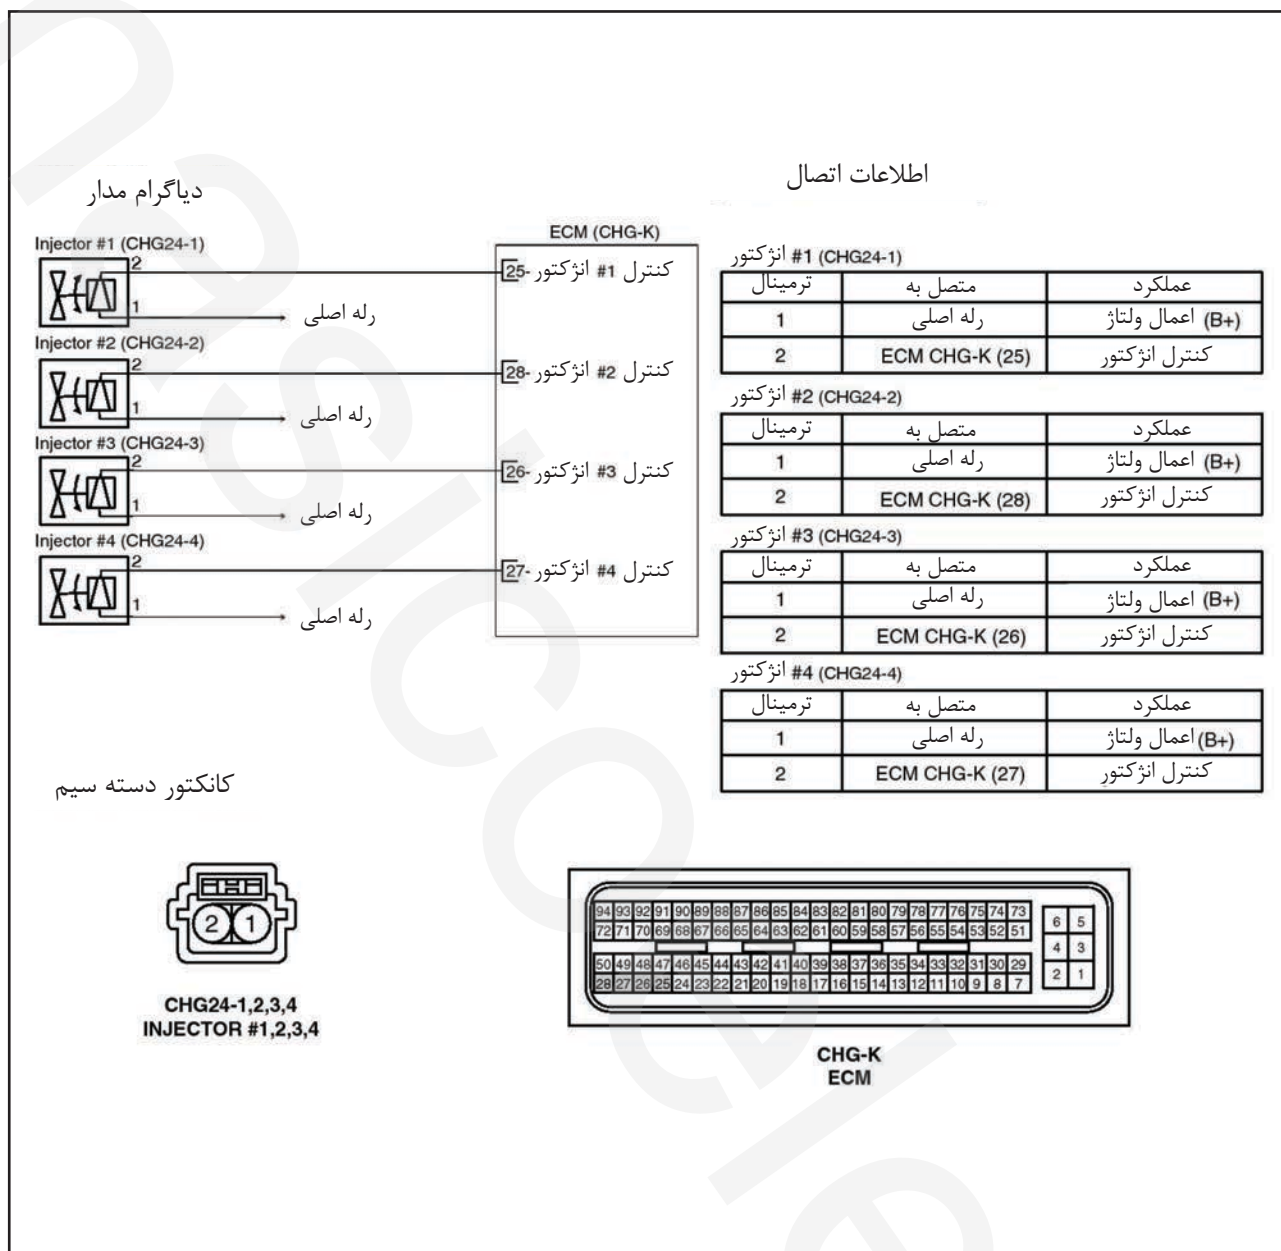 دیاگرام مدار
Injector #1 (CHG24-1)
2
1
رله اصلی
Injector #2 (CHG24-2)
2
1
رله اصلی
Injector #3 (CHG24-3)
2
1
رله اصلی
Injector #4 (CHG24-4)
2
1
رله اصلی
ECM (CHG-K)
25- کنترل #1 انژکتور
28- کنترل #2 انژکتور
26- کنترل #3 انژکتور
27- کنترل #4 انژکتور
اطلاعات اتصال
انژکتور #1 (CHG24-1)
ترمینال متصل به عملکرد
1 رله اصلی اعمال ولتاژ (B+)
2 ECM CHG-K (25) کنترل انژکتور
انژکتور #2 (CHG24-2)
ترمینال متصل به عملکرد
1 رله اصلی اعمال ولتاژ (B+)
2 ECM CHG-K (28) کنترل انژکتور
انژکتور #3 (CHG24-3)
ترمینال متصل به عملکرد
1 رله اصلی اعمال ولتاژ (B+)
2 ECM CHG-K (26) کنترل انژکتور
انژکتور #4 (CHG24-4)
ترمینال متصل به عملکرد
1 رله اصلی اعمال ولتاژ (B+)
2 ECM CHG-K (27) کنترل انژکتور
کانکتور دسته سیم
2 1
CHG24-1,2,3,4
INJECTOR #1,2,3,4
94 93 92 91 90 89 88 87 86 85 84 83 82 81 80 79 78 77 76 75 74 73
72 71 70 69 68 67 66 65 64 63 62 61 60 59 58 57 56 55 54 53 52 51
50 49 48 47 46 45 44 43 42 41 40 39 38 37 36 35 34 33 32 31 30 29
28 27 26 25 24 23 22 21 20 19 18 17 16 15 14 13 12 11 10 9 8 7
6 5
4 3
2 1
CHG-K
ECM